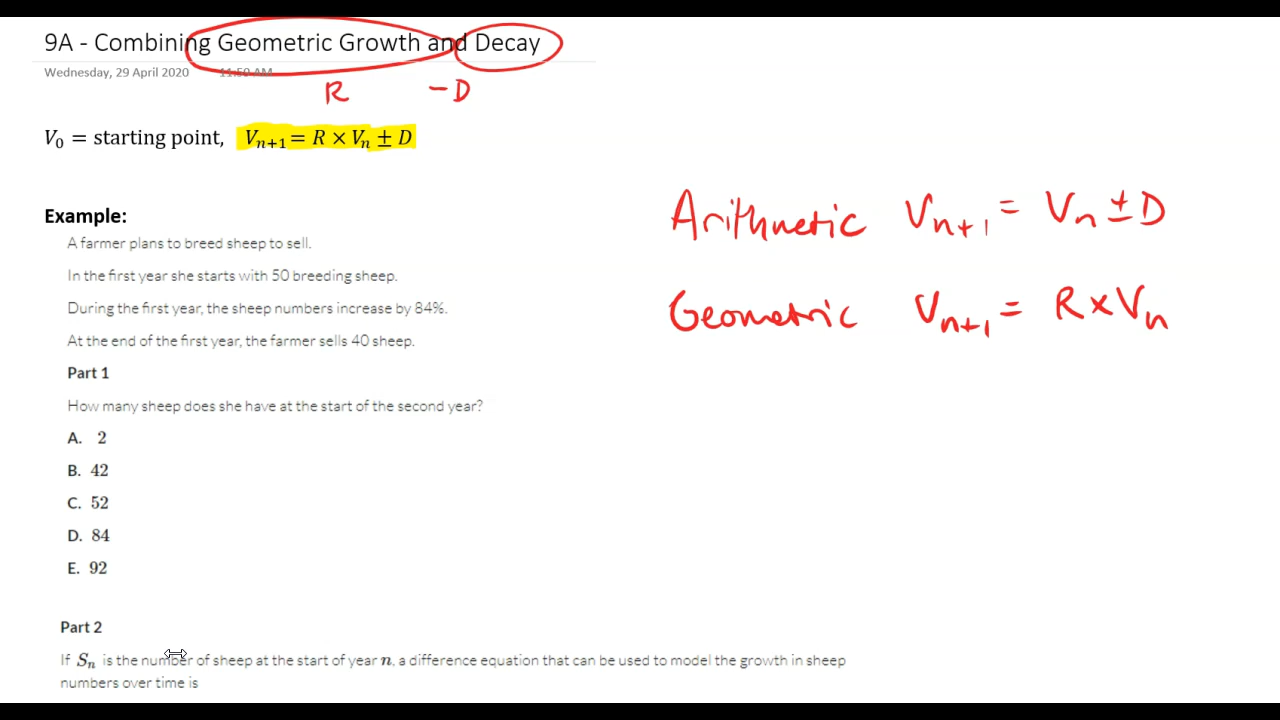 9A - Combining Geometric Growth and Decay
Wednesday, 29 April 2020 11:50 AM
R -D
V₀ = starting point, Vₙ₊₁ = R × Vₙ ± D
Arithmetic Vₙ₊₁ = Vₙ ± D
Example:
A farmer plans to breed sheep to sell.
In the first year she starts with 50 breeding sheep.
During the first year, the sheep numbers increase by 84%.
Geometric Vₙ₊₁ = R × Vₙ
At the end of the first year, the farmer sells 40 sheep.
Part 1
How many sheep does she have at the start of the second year?
A. 2
B. 42
C. 52
D. 84
E. 92
Part 2
If Sₙ is the number of sheep at the start of year n, a difference equation that can be used to model the growth in sheep
numbers over time is